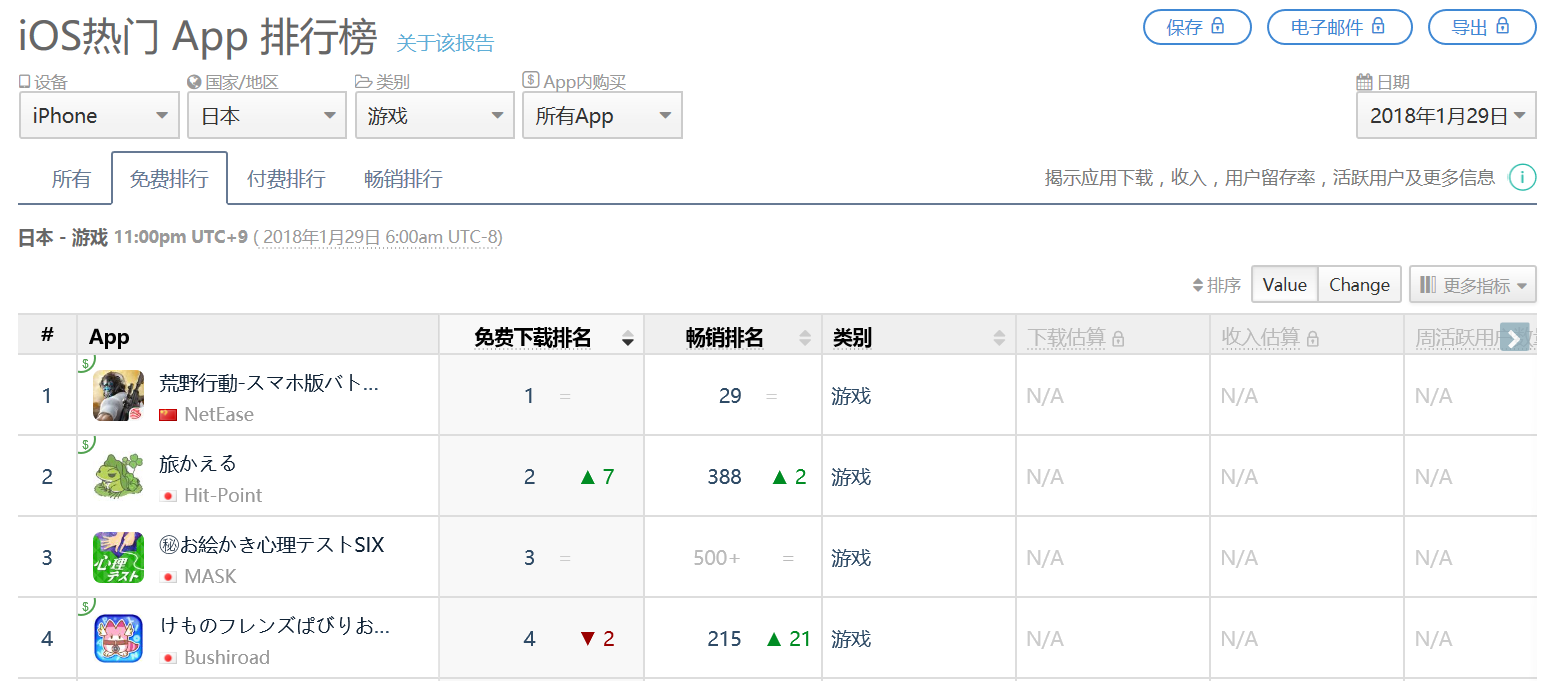 iOS热门 App 排行榜 关于该报告
保存 电子邮件 导出
设备 国家/地区 类别 App内购买 日期
iPhone 日本 游戏 所有App 2018年1月29日
所有 免费排行 付费排行 畅销排行 揭示应用下载，收入，用户留存率，活跃用户及更多信息
日本 - 游戏 11:00pm UTC+9 ( 2018年1月29日 6:00am UTC-8)
排序 Value Change 更多指标
# App 免费下载排名 畅销排名 类别 下载估算 收入估算 周活跃用户数
$
1 荒野行動-スマホ版バト... 1 = 29 = 游戏 N/A N/A N/A
NetEase
$
2 旅かえる 2 ▲ 7 388 ▲ 2 游戏 N/A N/A N/A
Hit-Point
3 ㊙お絵かき心理テストSIX 3 = 500+ = 游戏 N/A N/A N/A
心理
テスト
MASK
$
4 けものフレンズぱびりお... 4 ▼ 2 215 ▲ 21 游戏 N/A N/A N/A
Bushiroad